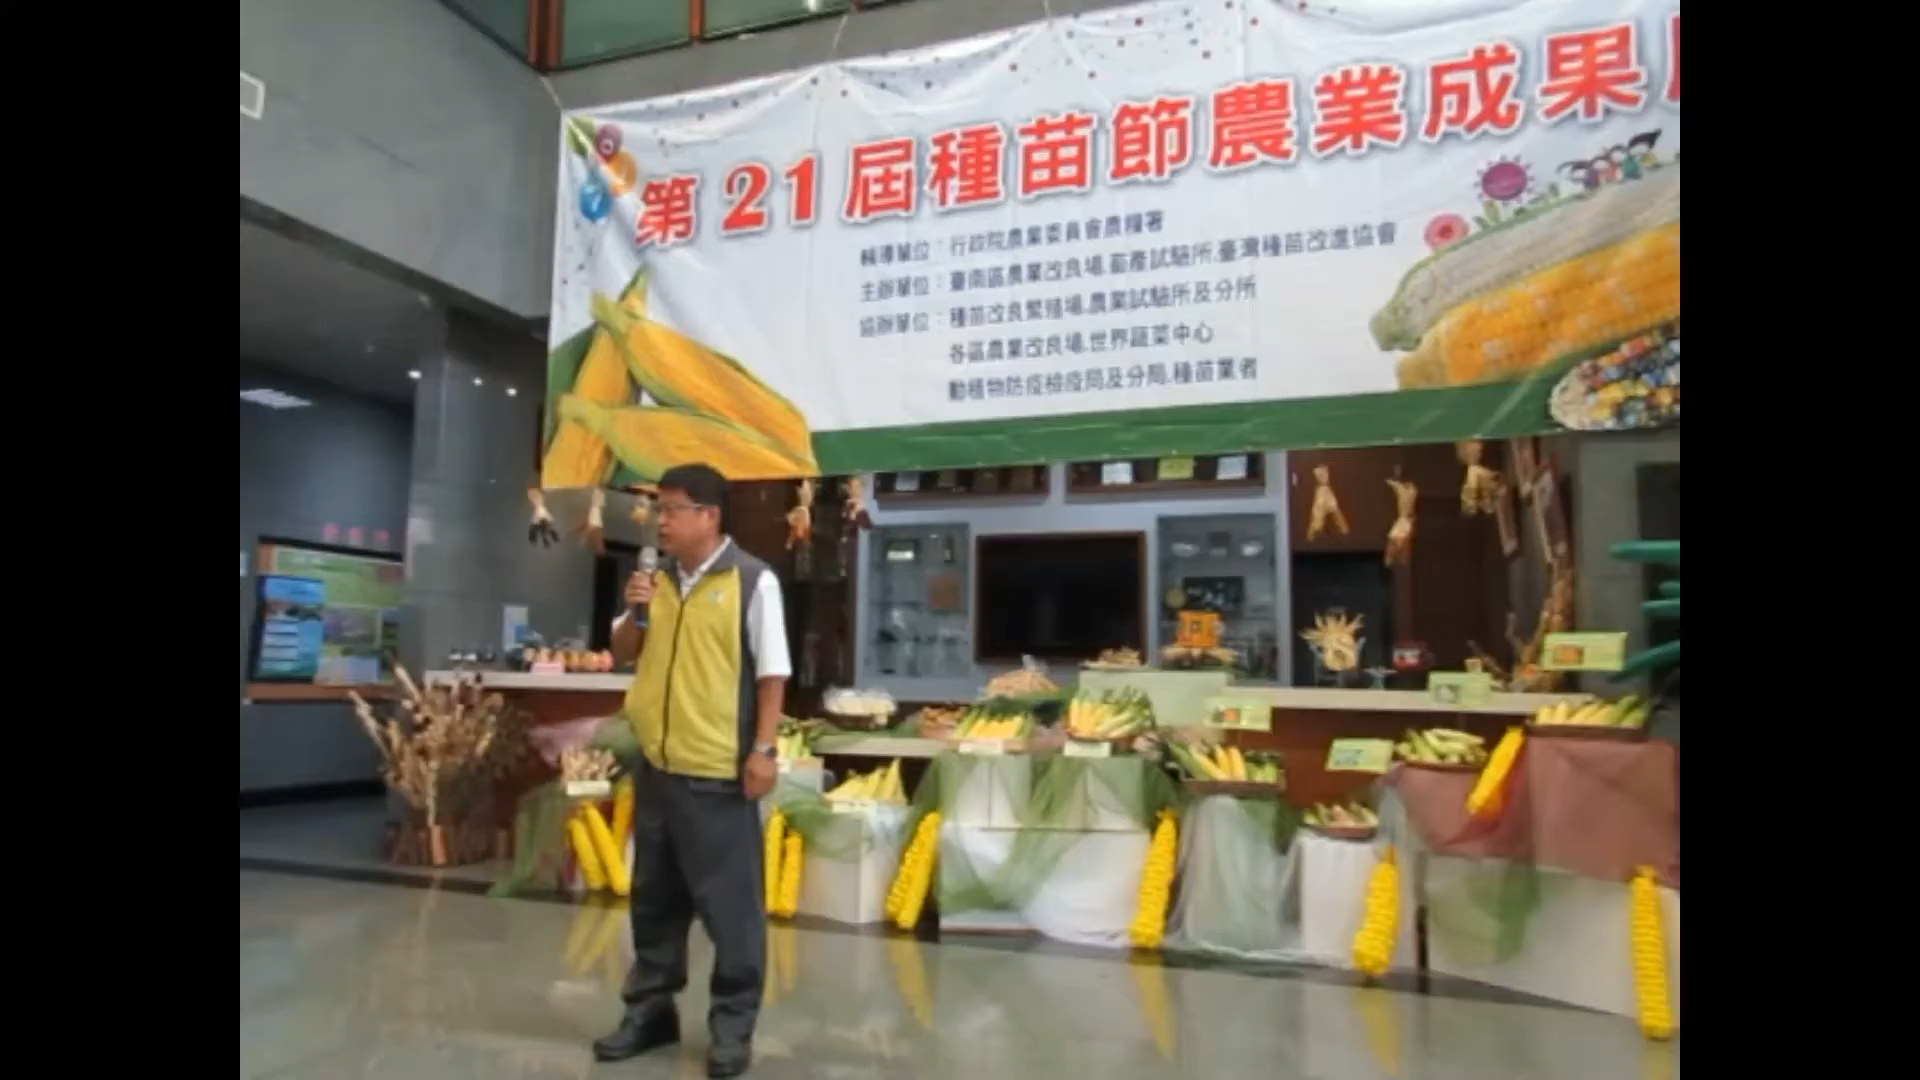 第21屆種苗節農業成果
輔導單位：行政院農業委員會農糧署
主辦單位：臺南區農業改良場.畜產試驗所.臺灣種苗改進協會
協辦單位：種苗改良繁殖場.農業試驗所及分所
各區農業改良場.世界蔬菜中心
動植物防疫檢疫局及分局.種苗業者